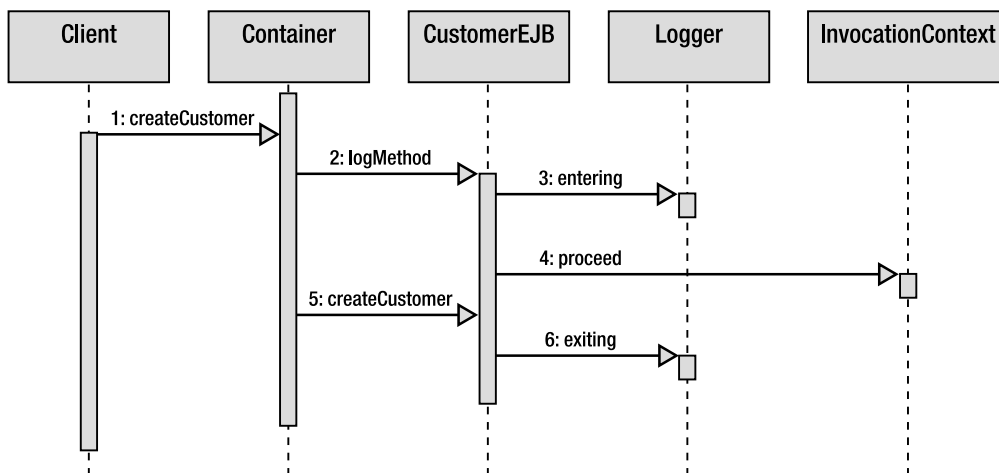 Client
Container
CustomerEJB
Logger
InvocationContext
1: createCustomer
2: logMethod
3: entering
4: proceed
5: createCustomer
6: exiting